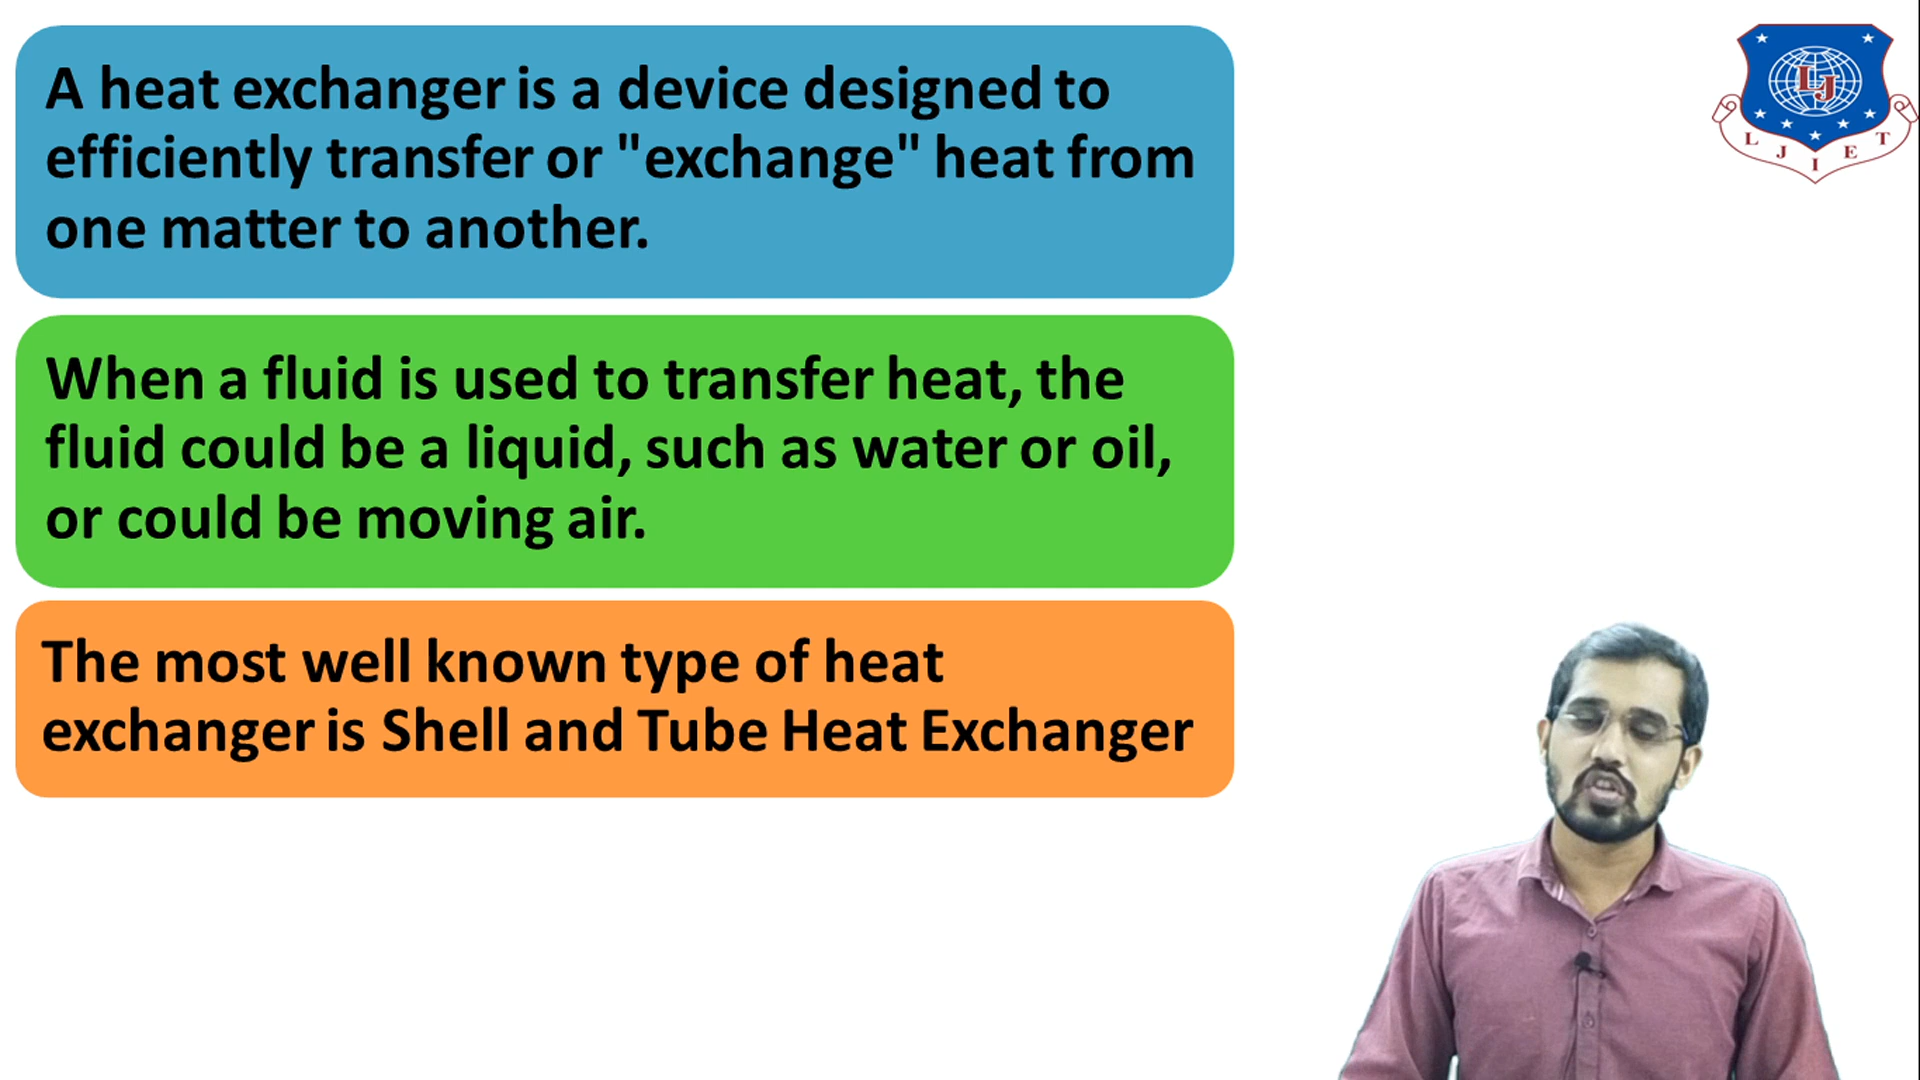 A heat exchanger is a device designed to
efficiently transfer or "exchange" heat from
one matter to another.
When a fluid is used to transfer heat, the
fluid could be a liquid, such as water or oil,
or could be moving air.
The most well known type of heat
exchanger is Shell and Tube Heat Exchanger
LJ
L J I E T